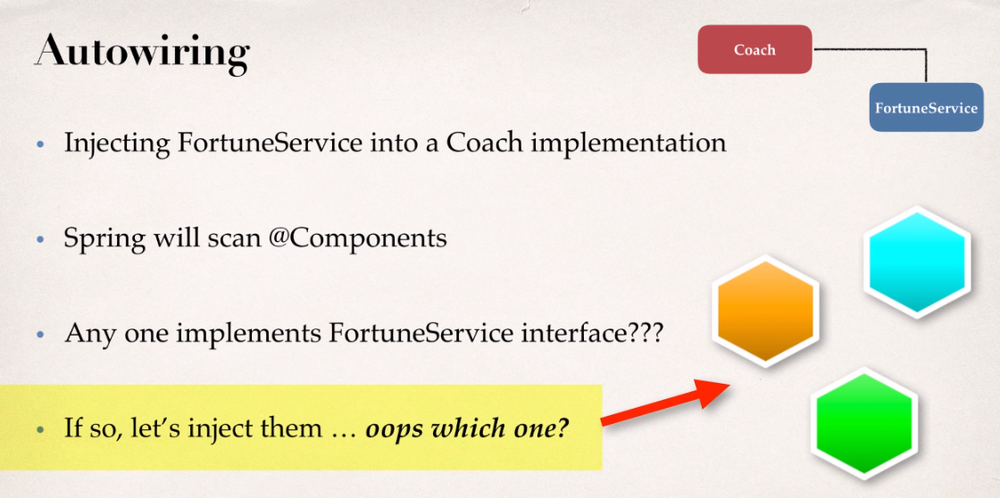 Autowiring
Coach
FortuneService
• Injecting FortuneService into a Coach implementation
• Spring will scan @Components
• Any one implements FortuneService interface???
• If so, let’s inject them … oops which one?